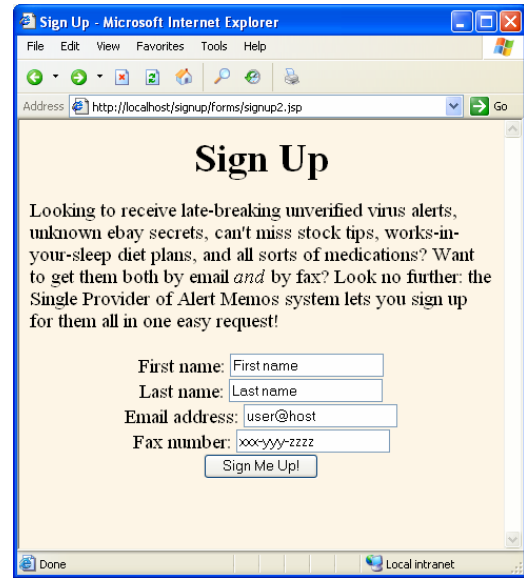 Sign Up - Microsoft Internet Explorer
File Edit View Favorites Tools Help
Address http://localhost/signup/forms/signup2.jsp Go
Sign Up
Looking to receive late-breaking unverified virus alerts,
unknown ebay secrets, can't miss stock tips, works-in-
your-sleep diet plans, and all sorts of medications? Want
to get them both by email and by fax? Look no further: the
Single Provider of Alert Memos system lets you sign up
for them all in one easy request!
First name: First name
Last name: Last name
Email address: user@host
Fax number: xxx-yyy-zzzz
Sign Me Up!
Done Local intranet